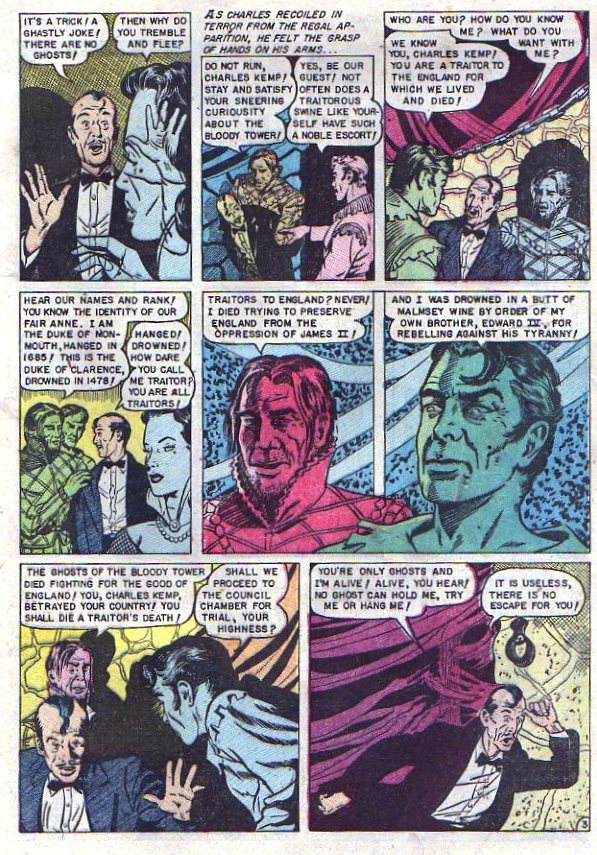 IT'S A TRICK! A
GHASTLY JOKE!
THERE ARE NO
GHOSTS!
THEN WHY DO
YOU TREMBLE
AND FLEE?
AS CHARLES RECOILED IN
TERROR FROM THE REGAL AP-
PARITION, HE FELT THE GRASP
OF HANDS ON HIS ARMS...
DO NOT RUN,
CHARLES KEMP!
STAY AND SATISFY
YOUR SNEERING
CURIOUSITY
ABOUT THE
BLOODY TOWER!
YES, BE OUR
GUEST! NOT
OFTEN DOES A
TRAITOROUS
SWINE LIKE YOUR-
SELF HAVE SUCH
A NOBLE ESCORT!
WHO ARE YOU? HOW DO YOU KNOW
ME? WHAT DO YOU
WANT WITH
ME?
WE KNOW
YOU, CHARLES KEMP!
YOU ARE A TRAITOR TO
THE ENGLAND FOR
WHICH WE LIVED
AND DIED!
HEAR OUR NAMES AND RANK!
YOU KNOW THE IDENTITY OF OUR
FAIR ANNE. I AM
THE DUKE OF MON-
MOUTH, HANGED IN
1685! THIS IS THE
DUKE OF CLARENCE,
DROWNED IN 1478!
HANGED!
DROWNED!
HOW DARE
YOU CALL
ME TRAITOR?
YOU ARE ALL
TRAITORS!
TRAITORS TO ENGLAND? NEVER!
I DIED TRYING TO PRESERVE
ENGLAND FROM THE
OPPRESSION OF JAMES II!
AND I WAS DROWNED IN A BUTT OF
MALMSEY WINE BY ORDER OF MY
OWN BROTHER, EDWARD IV, FOR
REBELLING AGAINST HIS TYRANNY!
THE GHOSTS OF THE BLOODY TOWER
DIED FIGHTING FOR THE GOOD OF
ENGLAND! YOU, CHARLES KEMP,
BETRAYED YOUR COUNTRY! YOU
SHALL DIE A TRAITOR'S DEATH!
SHALL WE
PROCEED TO
THE COUNCIL
CHAMBER FOR
TRIAL, YOUR
HIGHNESS?
YOU'RE ONLY GHOSTS AND
I'M ALIVE! ALIVE, YOU HEAR!
NO GHOST CAN HOLD ME, TRY
ME OR HANG ME!
IT IS USELESS,
THERE IS NO
ESCAPE FOR YOU!
3